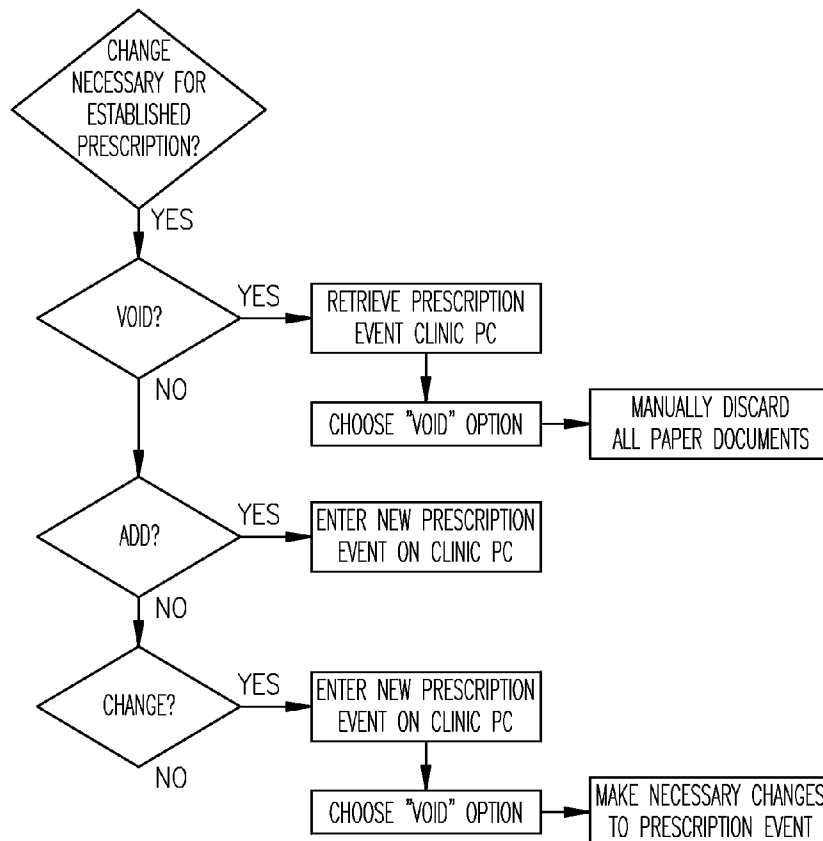 CHANGE
NECESSARY FOR
ESTABLISHED
PRESCRIPTION?
YES
VOID?
YES
RETRIEVE PRESCRIPTION
EVENT CLINIC PC
NO
CHOOSE "VOID" OPTION
MANUALLY DISCARD
ALL PAPER DOCUMENTS
ADD?
YES
ENTER NEW PRESCRIPTION
EVENT ON CLINIC PC
NO
CHANGE?
YES
ENTER NEW PRESCRIPTION
EVENT ON CLINIC PC
NO
CHOOSE "VOID" OPTION
MAKE NECESSARY CHANGES
TO PRESCRIPTION EVENT